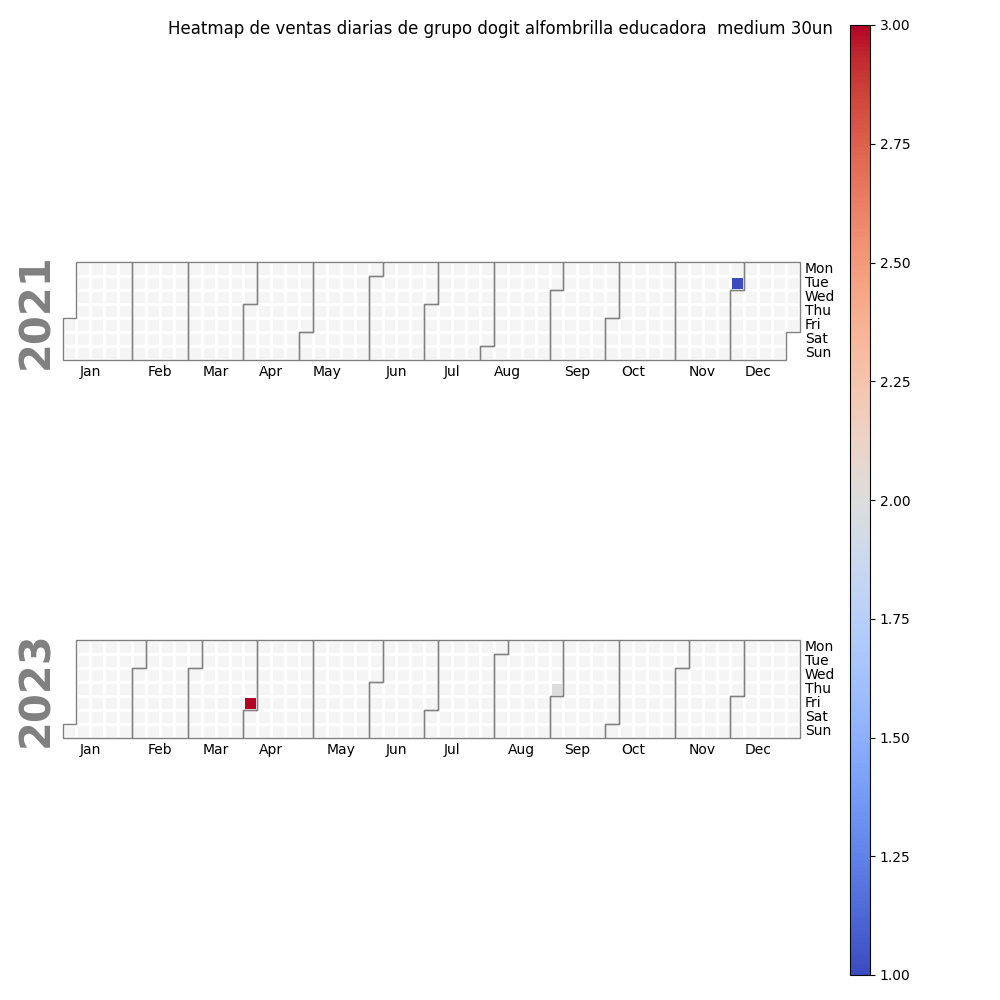 Heatmap de ventas diarias de grupo dogit alfombrilla educadora  medium 30un
2021
Mon
Tue
Wed
Thu
Fri
Sat
Sun
Jan Feb Mar Apr May Jun Jul Aug Sep Oct Nov Dec
2023
Mon
Tue
Wed
Thu
Fri
Sat
Sun
Jan Feb Mar Apr May Jun Jul Aug Sep Oct Nov Dec
3.00
2.75
2.50
2.25
2.00
1.75
1.50
1.25
1.00